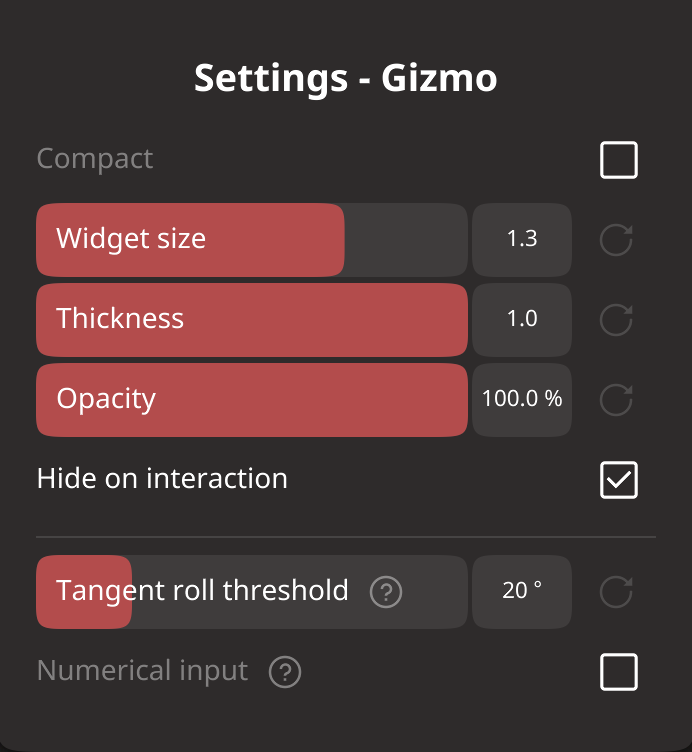 Settings - Gizmo
Compact
Widget size 1.3
Thickness 1.0
Opacity 100.0 %
Hide on interaction
Tangent roll threshold ? 20 °
Numerical input ?